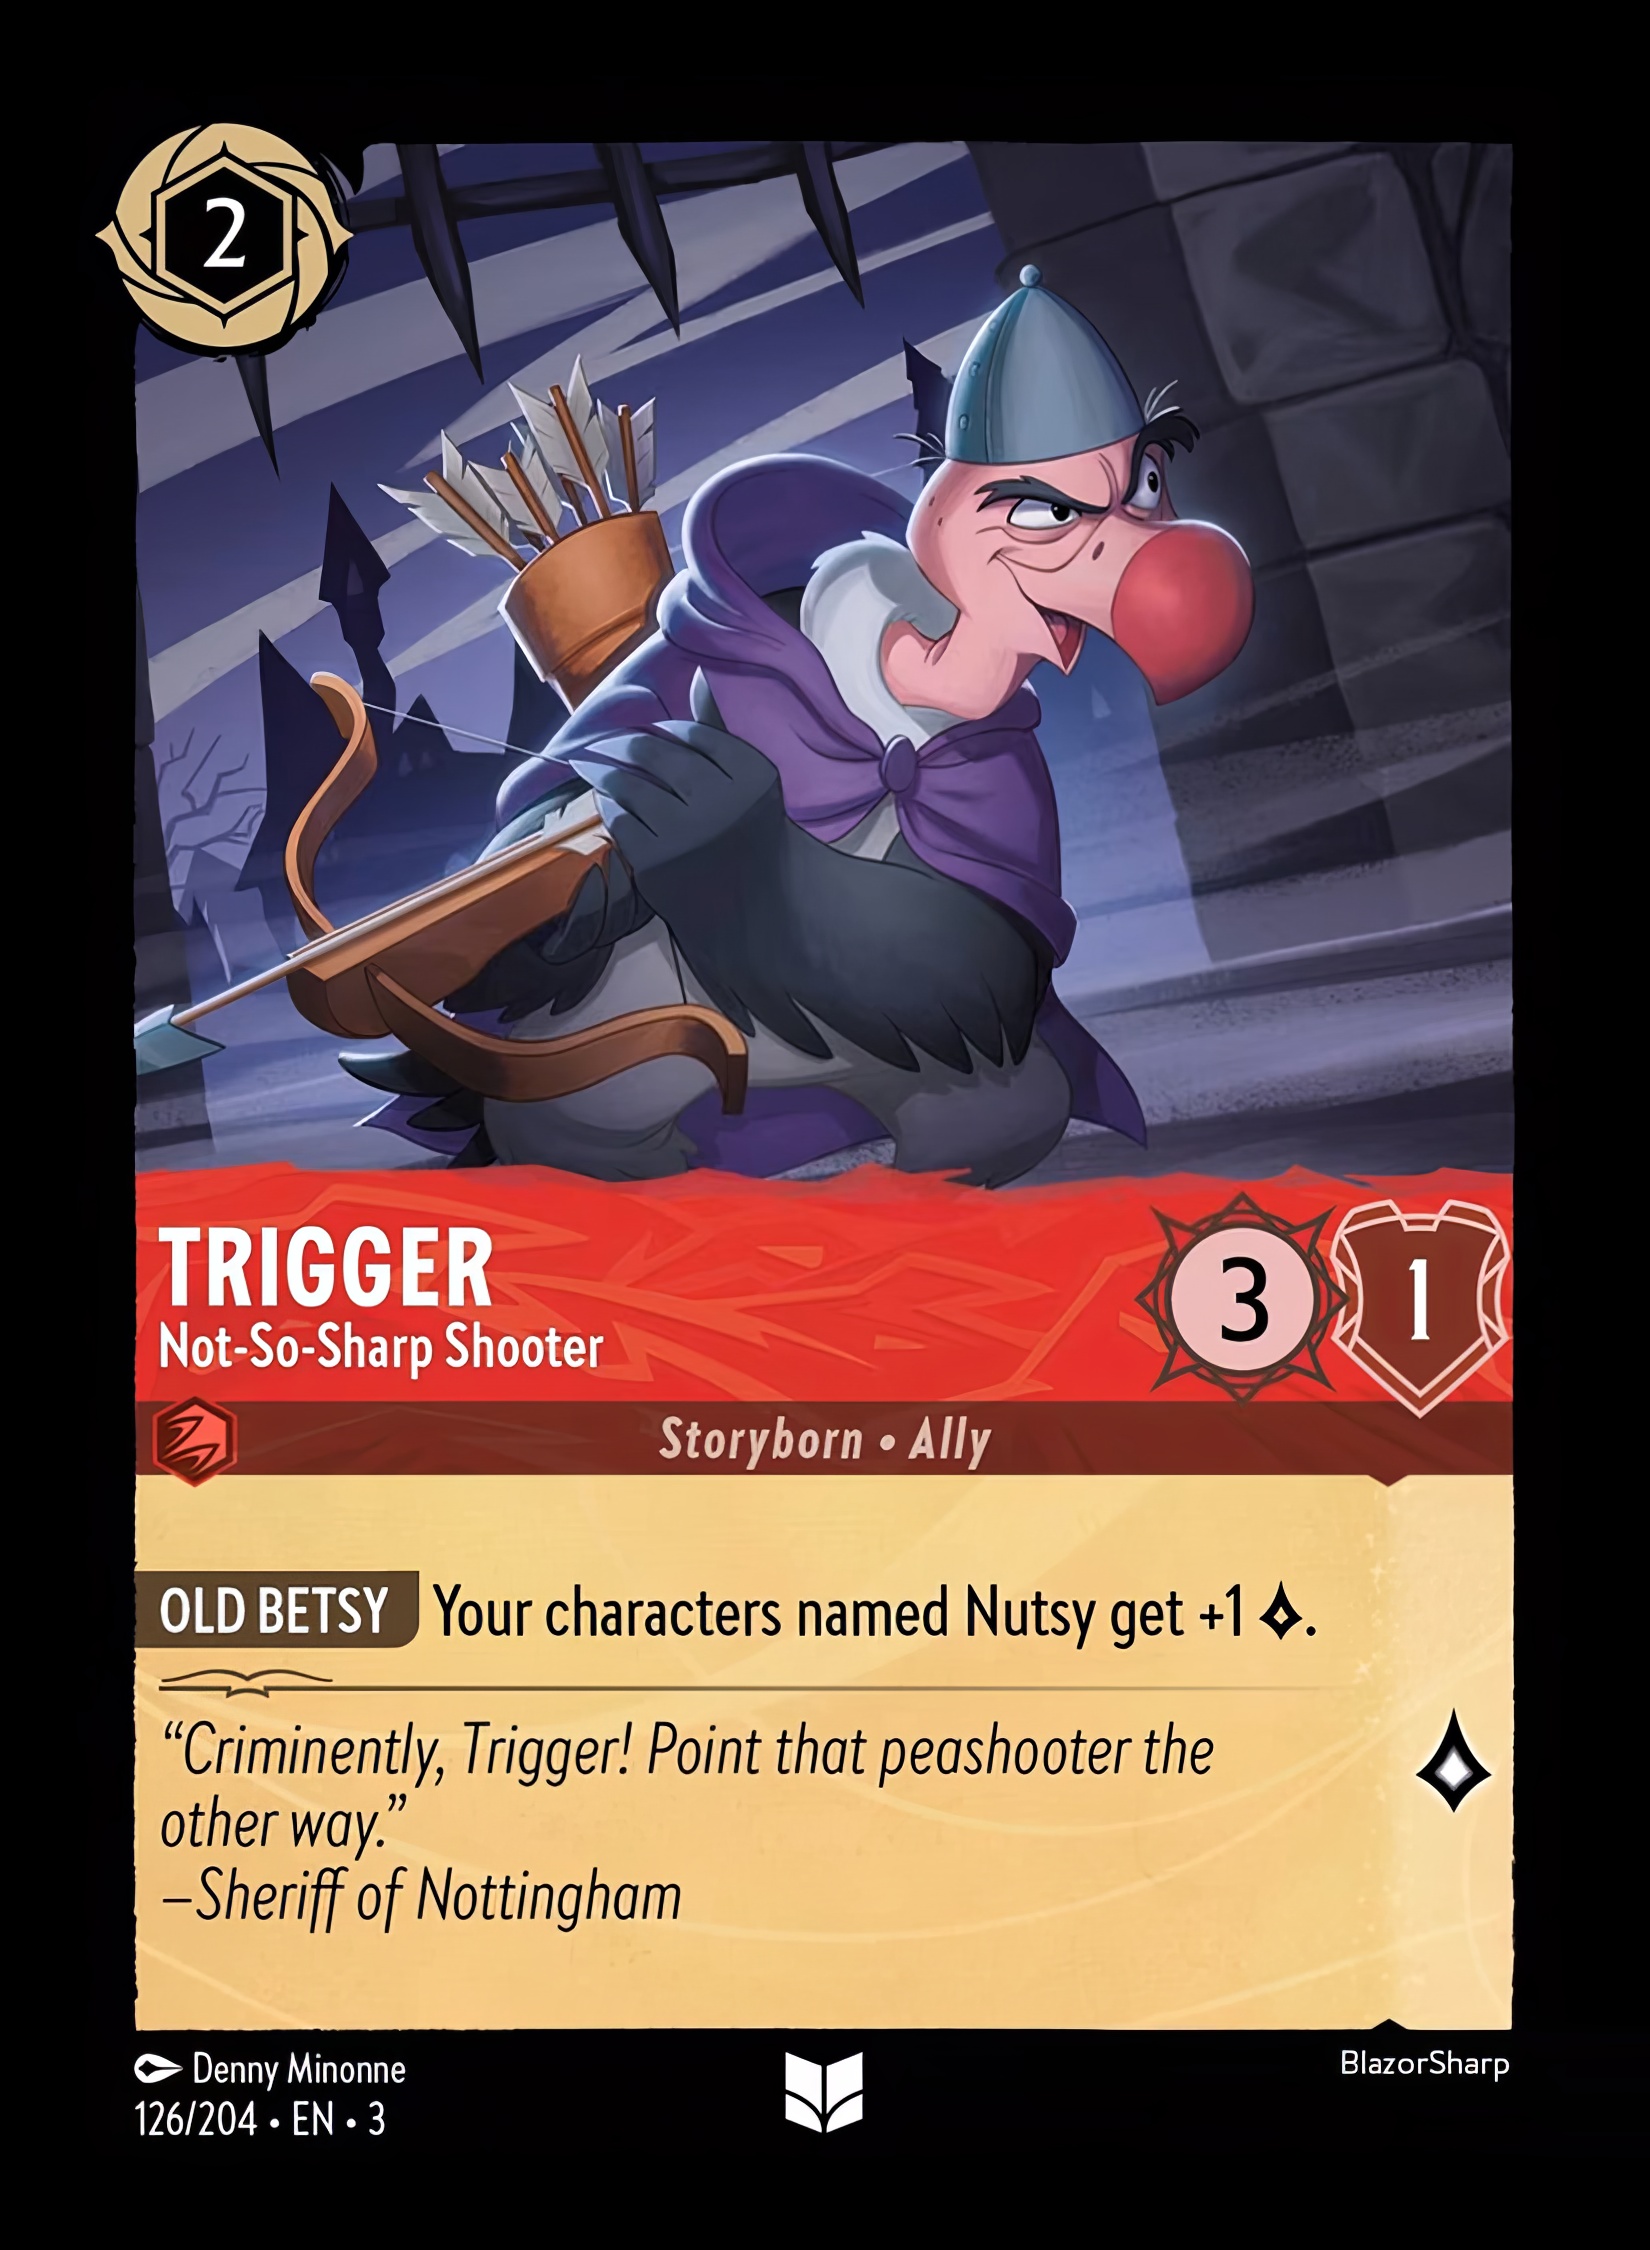 2
TRIGGER
Not-So-Sharp Shooter
3
1
Storyborn • Ally
OLD BETSY Your characters named Nutsy get +1 .
“Criminently, Trigger! Point that peashooter the
other way.”
—Sheriff of Nottingham
Denny Minonne
BlazorSharp
126/204 • EN • 3